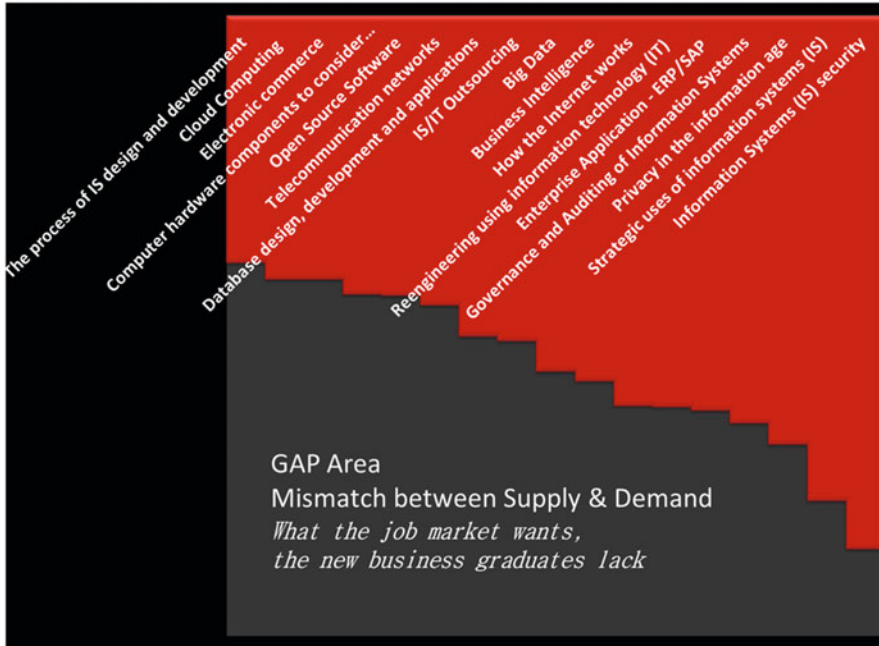 The process of IS design and development
Cloud Computing
Electronic commerce
Computer hardware components to consider...
Open Source Software
Telecommunication networks
Database design, development and applications
IS/IT Outsourcing
Big Data
Business Intelligence
How the Internet works
Reengineering using information technology (IT)
Enterprise Application - ERP/SAP
Governance and Auditing of Information Systems
Privacy in the information age
Strategic uses of information systems (IS)
Information Systems (IS) security
GAP Area
Mismatch between Supply & Demand
What the job market wants,
the new business graduates lack